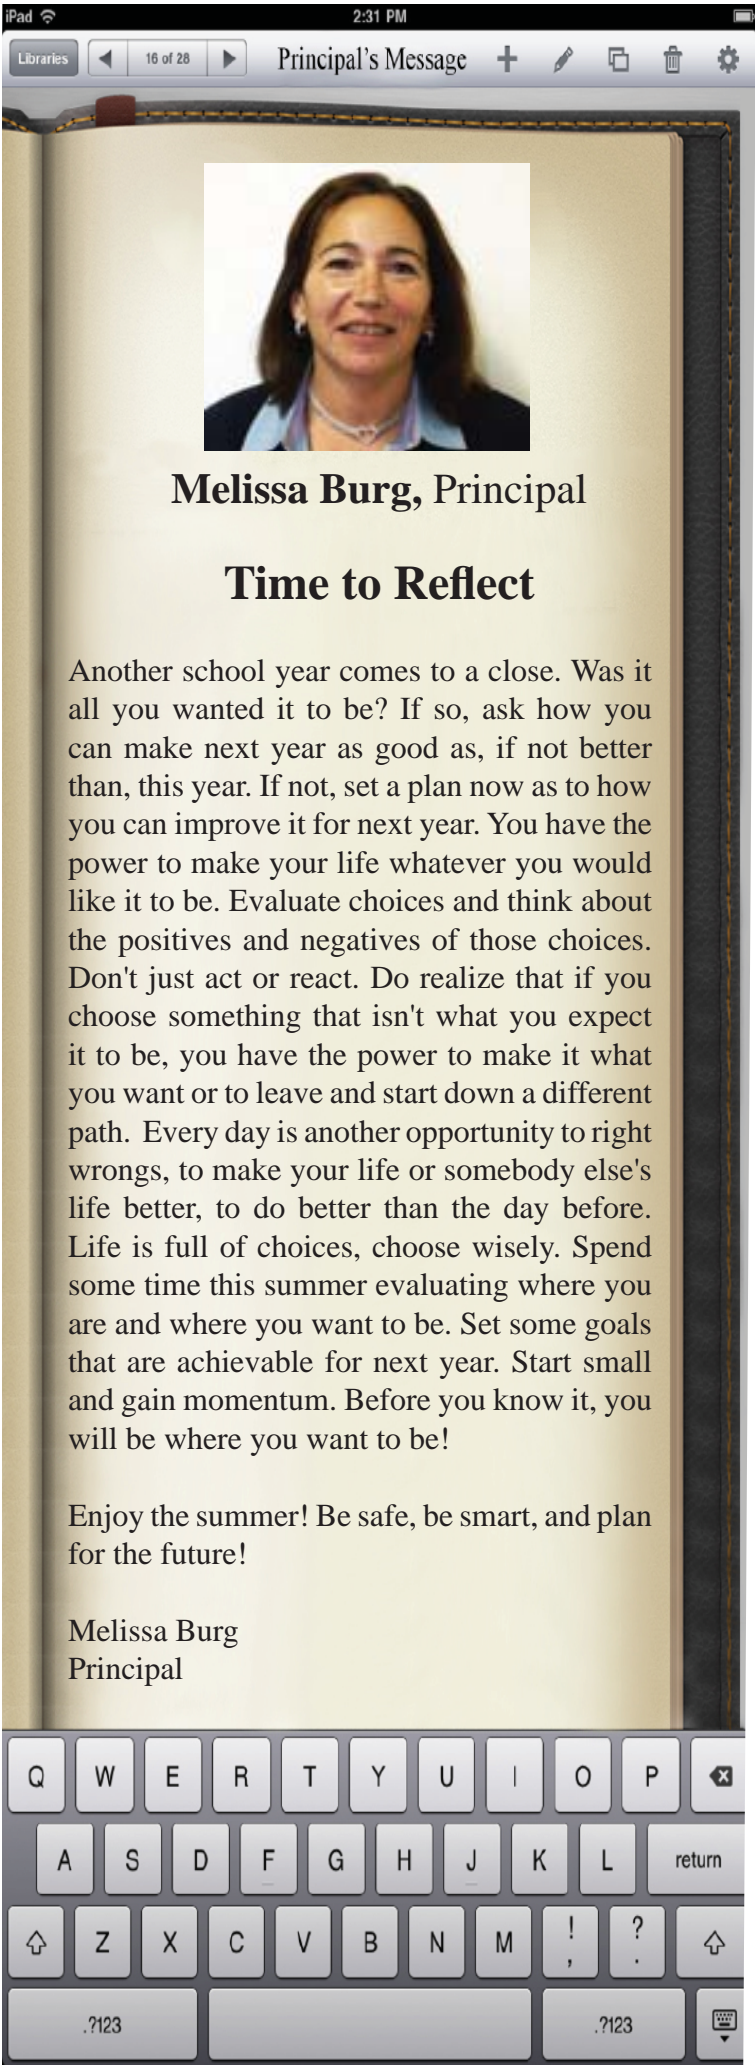 iPad 2:31 PM
Libraries 16 of 28 Principal's Message
Melissa Burg, Principal
Time to Reflect
Another school year comes to a close. Was it
all you wanted it to be? If so, ask how you
can make next year as good as, if not better
than, this year. If not, set a plan now as to how
you can improve it for next year. You have the
power to make your life whatever you would
like it to be. Evaluate choices and think about
the positives and negatives of those choices.
Don't just act or react. Do realize that if you
choose something that isn't what you expect
it to be, you have the power to make it what
you want or to leave and start down a different
path.  Every day is another opportunity to right
wrongs, to make your life or somebody else's
life better, to do better than the day before.
Life is full of choices, choose wisely. Spend
some time this summer evaluating where you
are and where you want to be. Set some goals
that are achievable for next year. Start small
and gain momentum. Before you know it, you
will be where you want to be!
Enjoy the summer! Be safe, be smart, and plan
for the future!
Melissa Burg
Principal
Q W E R T Y U I O P
A S D F G H J K L return
Z X C V B N M ! , ? .
.?123 .?123